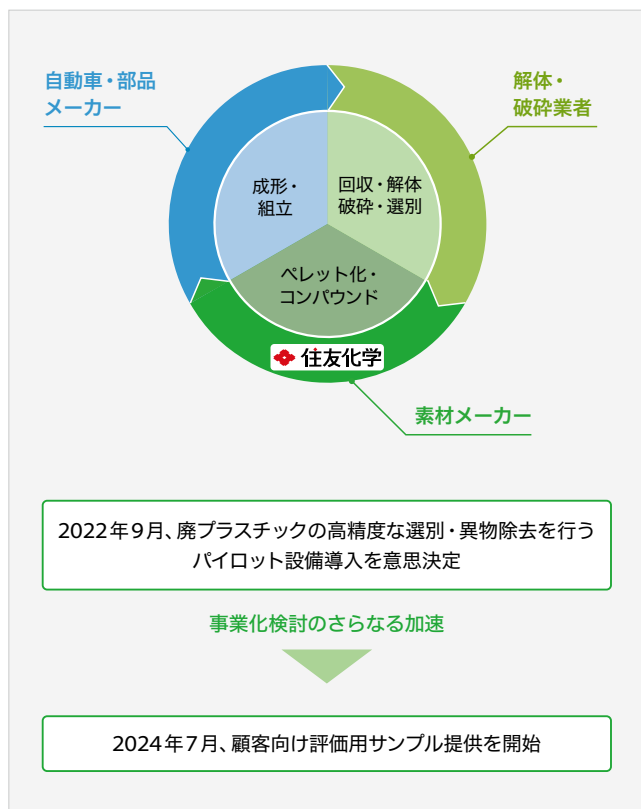 自動車・部品
メーカー
解体・
破砕業者
成形・
組立
回収・解体
破砕・選別
ペレット化・
コンパウンド
住友化学
素材メーカー
2022年9月、廃プラスチックの高精度な選別・異物除去を行う
パイロット設備導入を意思決定
事業化検討のさらなる加速
2024年7月、顧客向け評価用サンプル提供を開始